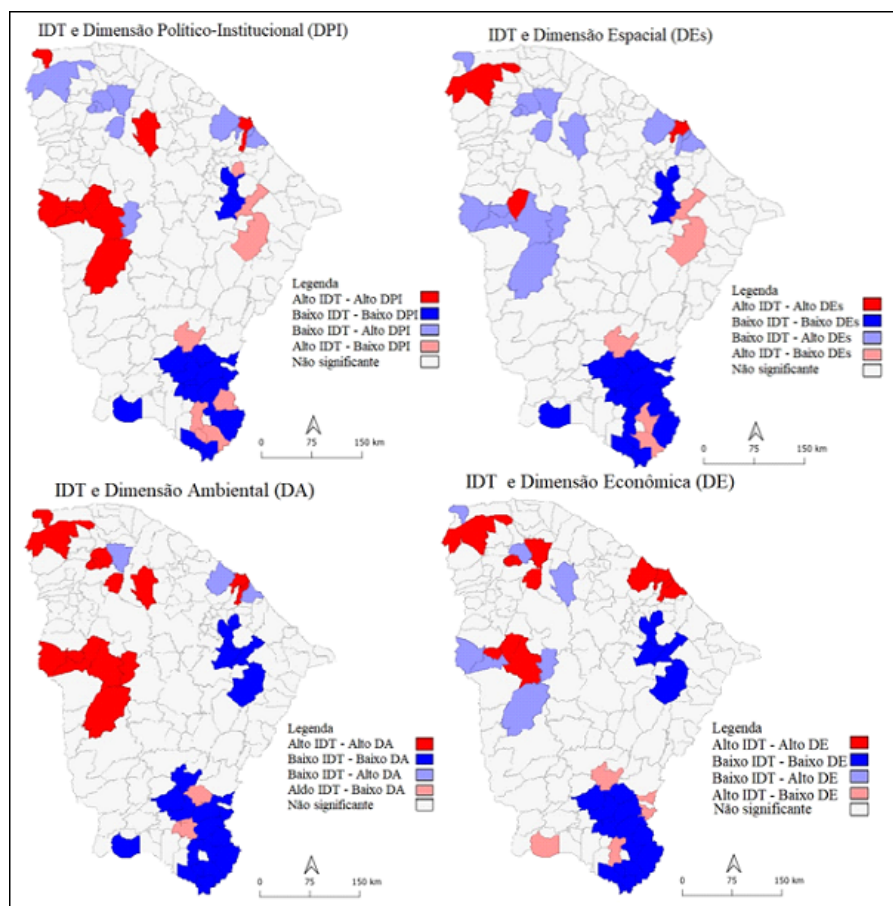 IDT e Dimensão Político-Institucional (DPI)
Legenda
Alto IDT - Alto DPI
Baixo IDT - Baixo DPI
Baixo IDT - Alto DPI
Alto IDT - Baixo DPI
Não significante
0 75 150 km
IDT e Dimensão Espacial (DEs)
Legenda
Alto IDT - Alto DEs
Baixo IDT - Baixo DEs
Baixo IDT - Alto DEs
Alto IDT - Baixo DEs
Não significante
0 75 150 km
IDT e Dimensão Ambiental (DA)
Legenda
Alto IDT - Alto DA
Baixo IDT - Baixo DA
Baixo IDT - Alto DA
Aldo IDT - Baixo DA
Não significante
0 75 150 km
IDT e Dimensão Econômica (DE)
Legenda
Alto IDT - Alto DE
Baixo IDT - Baixo DE
Baixo IDT - Alto DE
Alto IDT - Baixo DE
Não significante
0 75 150 km